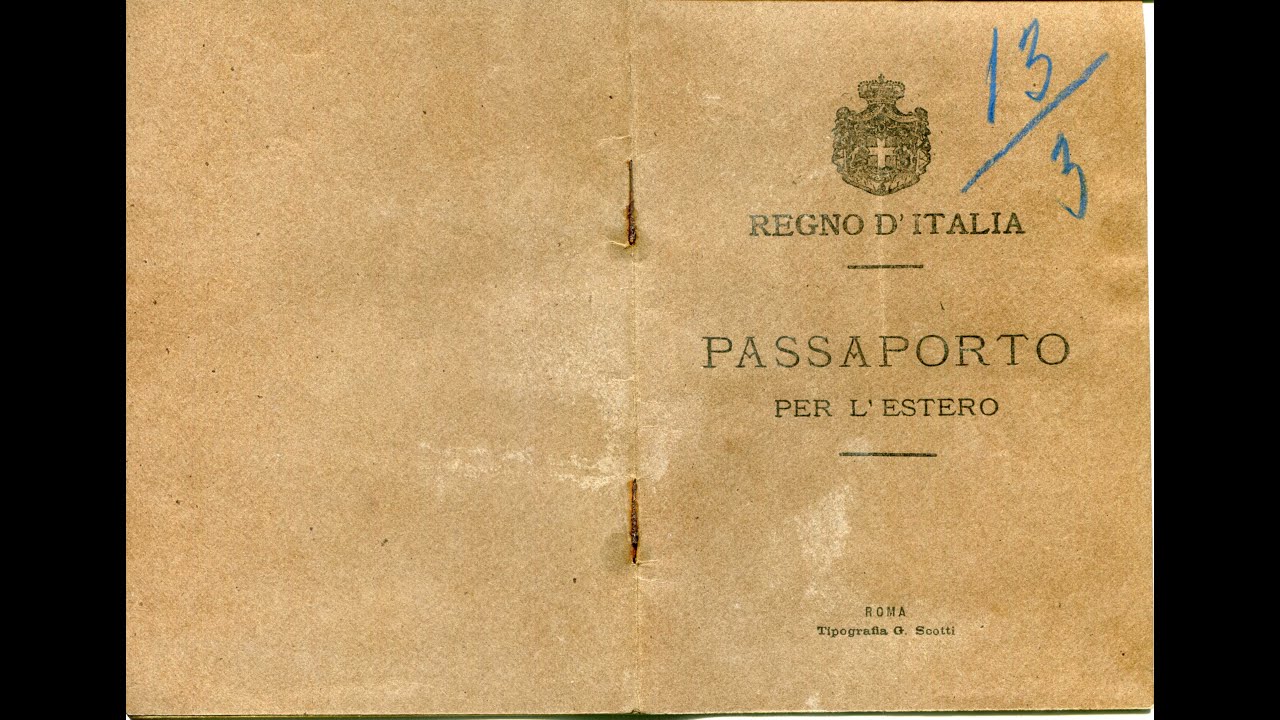 13/3
REGNO D'ITALIA
PASSAPORTO
PER L'ESTERO
ROMA
Tipografia G. Scotti